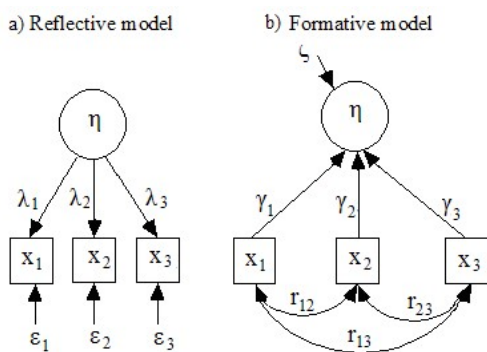 a) Reflective model
b) Formative model
ζ
η
η
λ₁ λ₂ λ₃
γ₁ γ₂ γ₃
x₁ x₂ x₃
x₁ x₂ x₃
ε₁ ε₂ ε₃
r₁₂ r₂₃
r₁₃